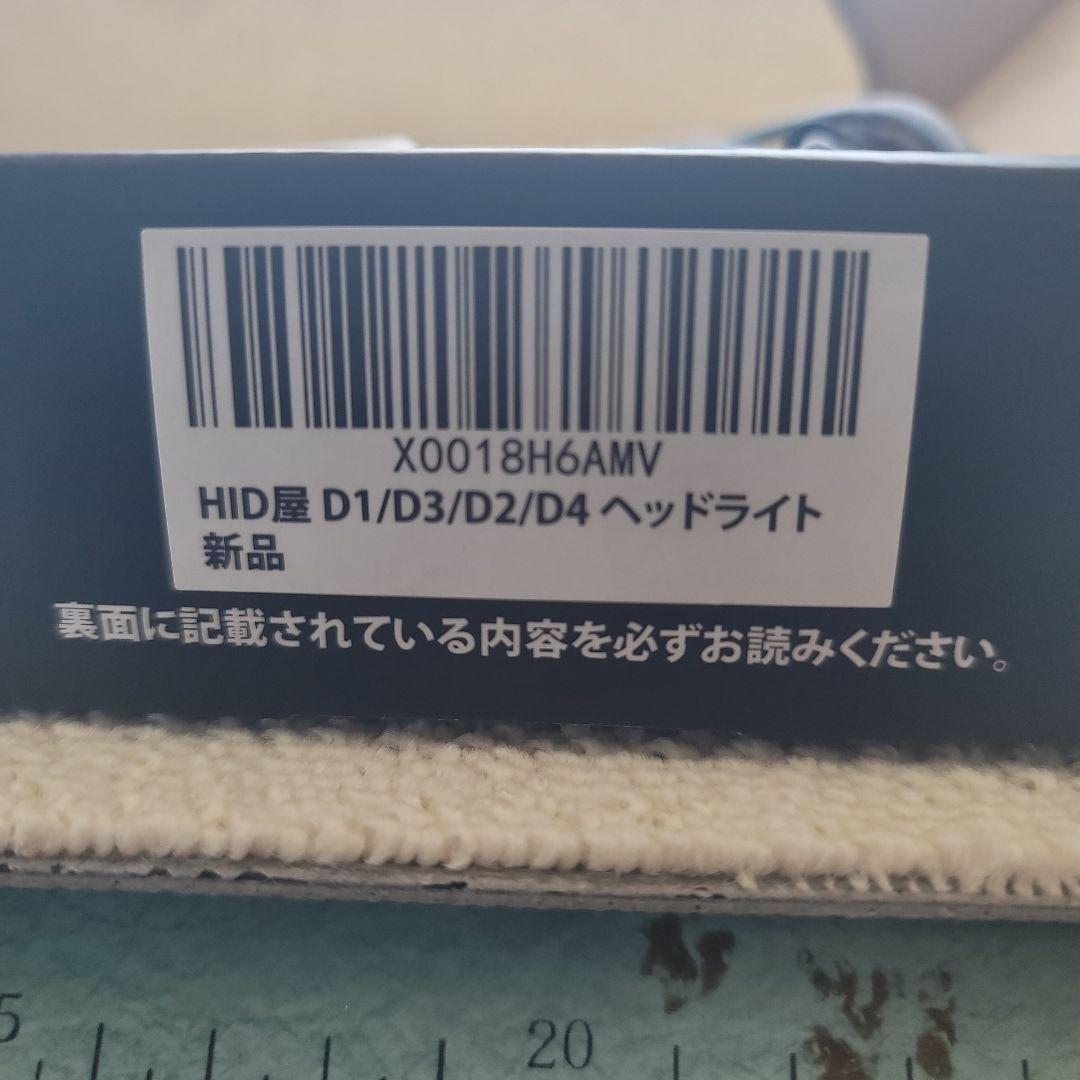 X0018H6AMV
HID屋 D1/D3/D2/D4 ヘッドライト
新品
裏面に記載されている内容を必ずお読みください。
5
20